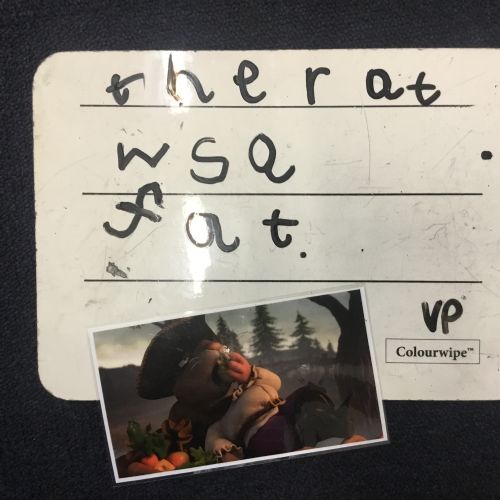 the rat
wsa
fat.
VP
Colourwipe™